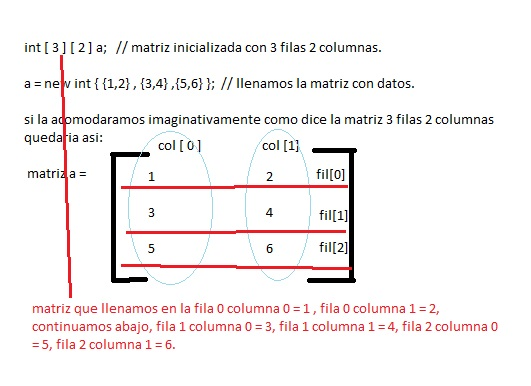 int [ 3 ] [ 2 ] a;  // matriz inicializada con 3 filas 2 columnas.
a = new int { {1,2} , {3,4} ,{5,6} };  // llenamos la matriz con datos.
si la acomodaramos imaginativamente como dice la matriz 3 filas 2 columnas
quedaria asi:
col [ 0 ] col [1]
matriz a = 1 2 fil[0]
3 4 fil[1]
5 6 fil[2]
matriz que llenamos en la fila 0 columna 0 = 1 , fila 0 columna 1 = 2,
continuamos abajo, fila 1 columna 0 = 3, fila 1 columna 1 = 4, fila 2 columna 0
= 5, fila 2 columna 1 = 6.